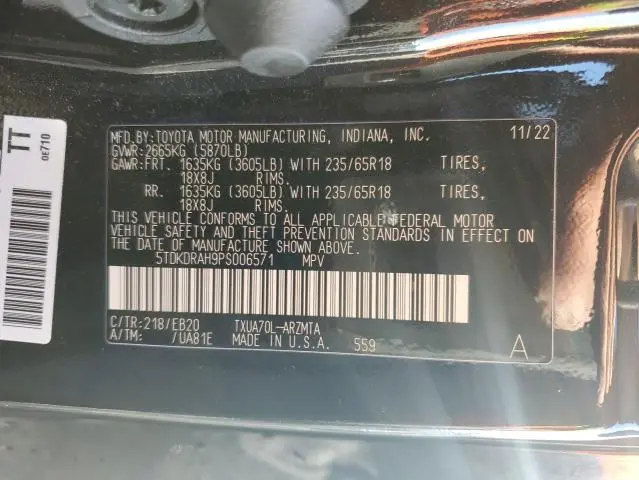 TT
0E710
MFD.BY:TOYOTA MOTOR MANUFACTURING, INDIANA, INC. 11/22
GVWR:2665KG (5870LB)
GAWR:FRT. 1635KG (3605LB) WITH 235/65R18 TIRES,
18X8J RIMS.
RR. 1635KG (3605LB) WITH 235/65R18 TIRES,
18X8J RIMS.
THIS VEHICLE CONFORMS TO ALL APPLICABLE FEDERAL MOTOR
VEHICLE SAFETY AND THEFT PREVENTION STANDARDS IN EFFECT ON
THE DATE OF MANUFACTURE SHOWN ABOVE.
5TDKDRAH9PS006571 MPV
C/TR:218/EB20 TXUA70L-ARZMTA
A/TM: /UA81E MADE IN U.S.A. 559 A